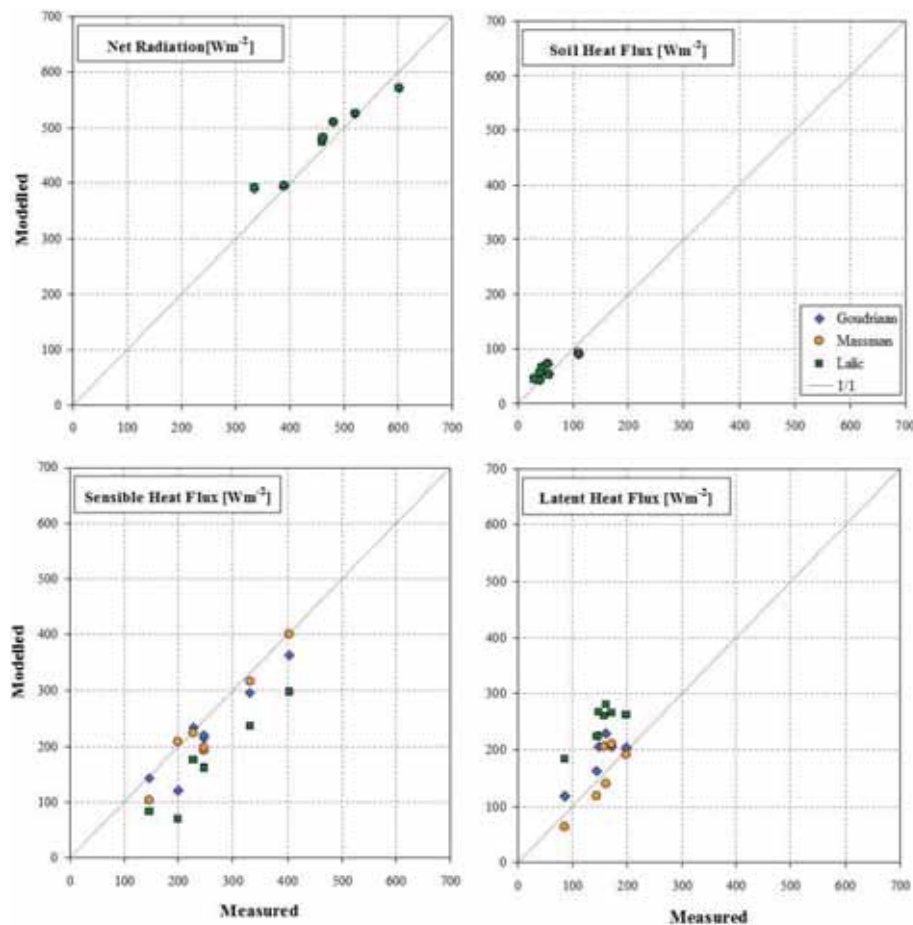 700
600
500
400
300
200
100
0
Modelled
Net Radiation[Wm-2]
0 100 200 300 400 500 600 700
700
600
500
400
300
200
100
0
Soil Heat Flux [Wm-2]
Goudriaan
Massman
Lalic
1/1
0 100 200 300 400 500 600 700
700
600
500
400
300
200
100
0
Modelled
Sensible Heat Flux [Wm-2]
0 100 200 300 400 500 600 700
Measured
700
600
500
400
300
200
100
0
Latent Heat Flux [Wm-2]
0 100 200 300 400 500 600 700
Measured